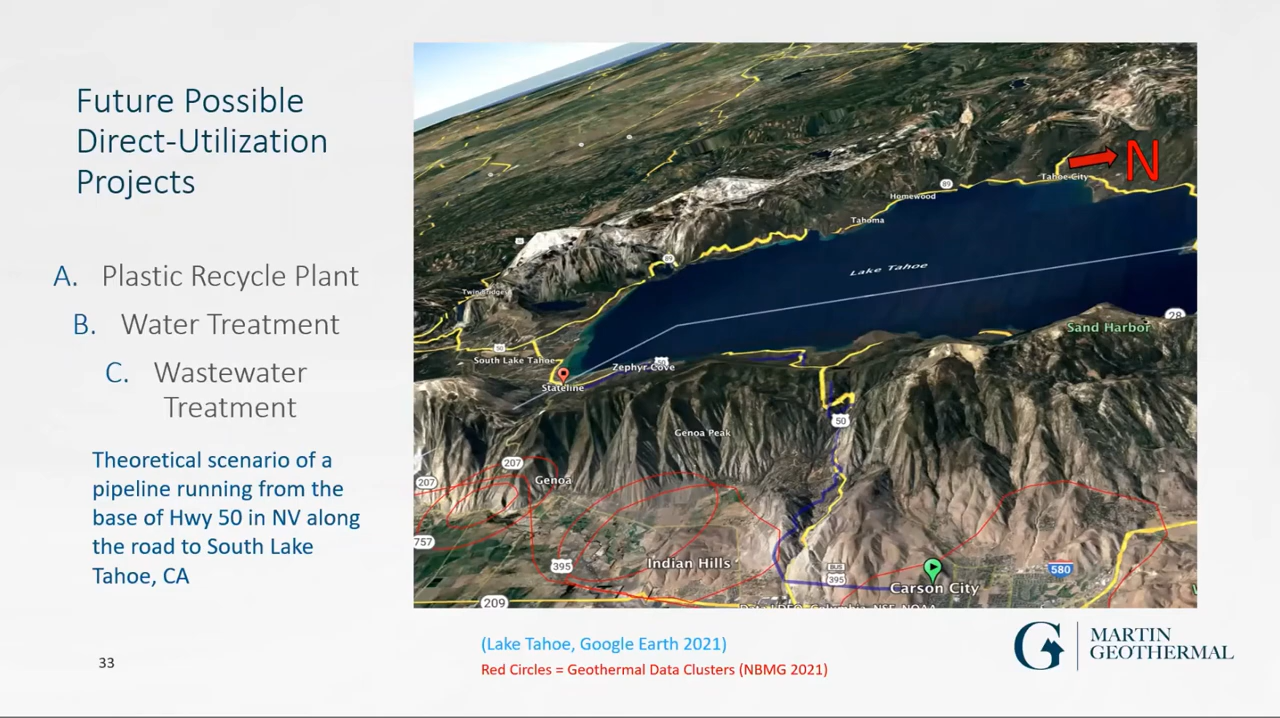 Future Possible
Direct-Utilization
Projects
A. Plastic Recycle Plant
B. Water Treatment
C. Wastewater
Treatment
Theoretical scenario of a
pipeline running from the
base of Hwy 50 in NV along
the road to South Lake
Tahoe, CA
33
N
Tahoe City
89
Homewood
Tahoma
89
Lake Tahoe
28
Sand Harbor
50
South Lake Tahoe
50
Zephyr Cove
Stateline
50
Genoa Peak
207
207
Genoa
757
395
Indian Hills
BUS
395
580
Carson City
209
(Lake Tahoe, Google Earth 2021)
Red Circles = Geothermal Data Clusters (NBMG 2021)
G
MARTIN
GEOTHERMAL